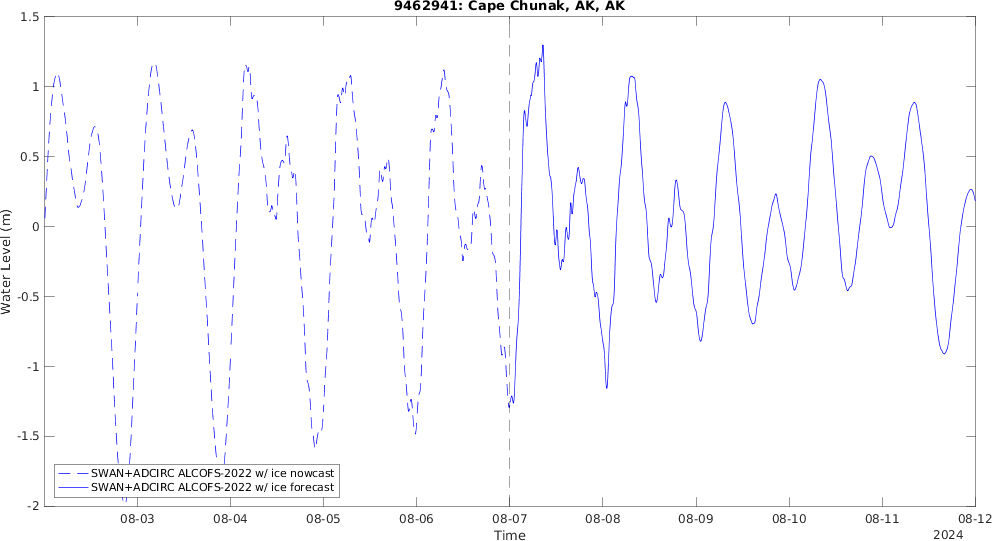 9462941: Cape Chunak, AK, AK
Water Level (m)
1.5
1
0.5
0
-0.5
-1
-1.5
-2
SWAN+ADCIRC ALCOFS-2022 w/ ice nowcast
SWAN+ADCIRC ALCOFS-2022 w/ ice forecast
08-03 08-04 08-05 08-06 08-07 08-08 08-09 08-10 08-11 08-12
Time
2024